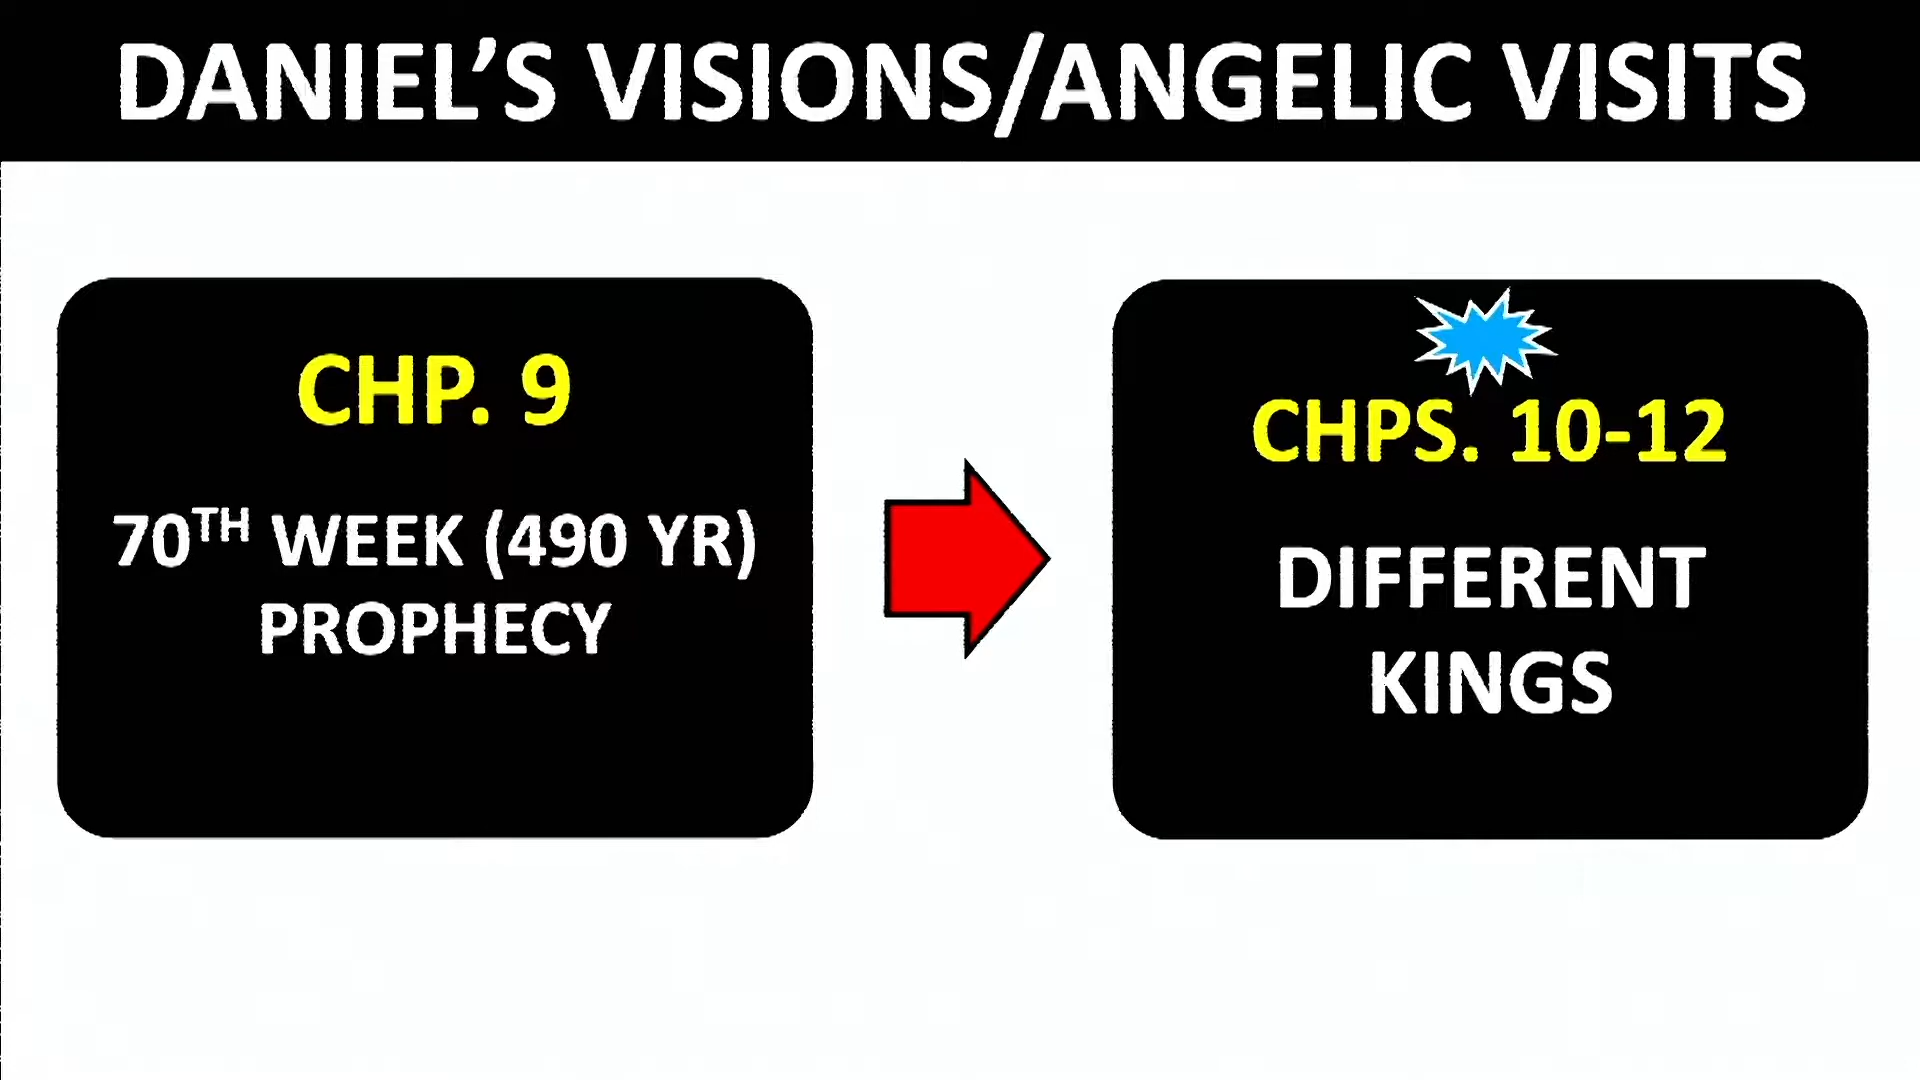 DANIEL’S VISIONS/ANGELIC VISITS
CHP. 9
70TH WEEK (490 YR)
PROPHECY
CHPS. 10-12
DIFFERENT
KINGS